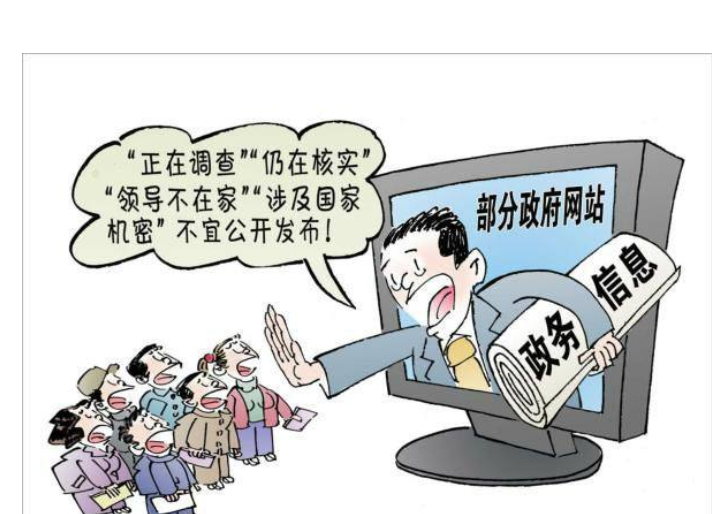 “正在调查”“仍在核实”
“领导不在家”“涉及国家
机密”不宜公开发布!
部分政府网站
政务信息